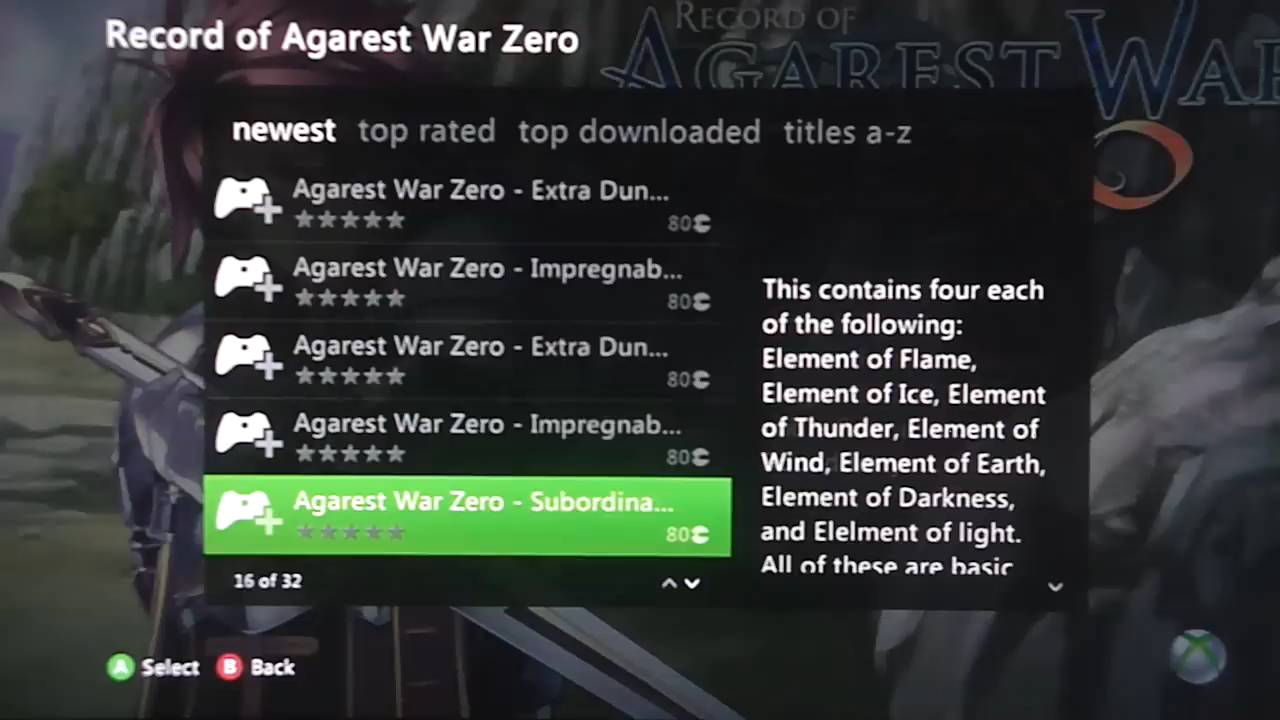 Record of Agarest War Zero
RECORD OF
AGAREST WAR
newest top rated top downloaded titles a-z
Agarest War Zero - Extra Dun...
80
Agarest War Zero - Impregnab...
80
Agarest War Zero - Extra Dun...
80
Agarest War Zero - Impregnab...
80
Agarest War Zero - Subordina...
80
16 of 32
This contains four each
of the following:
Element of Flame,
Element of Ice, Element
of Thunder, Element of
Wind, Element of Earth,
Element of Darkness,
and Elelment of light.
All of these are basic
A Select B Back